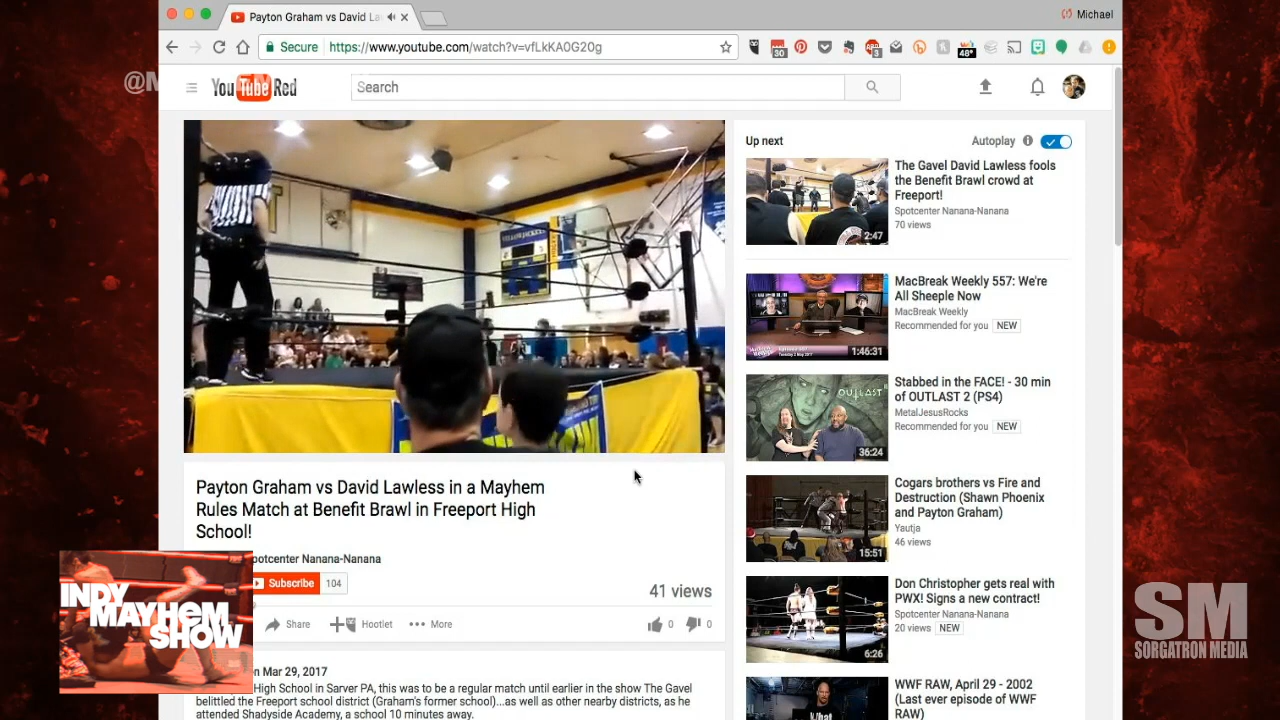 Payton Graham vs David La
Michael
Secure
https://www.youtube.com/watch?v=vfLkKA0G20g
30
3
48*
@M
YouTube Red
Search
Up next
Autoplay
The Gavel David Lawless fools
the Benefit Brawl crowd at
Freeport!
Spotcenter Nanana-Nanana
70 views
2:47
MacBreak Weekly 557: We're
All Sheeple Now
MacBreak Weekly
Recommended for you NEW
1:46:31
Stabbed in the FACE! - 30 min
of OUTLAST 2 (PS4)
MetalJesusRocks
Recommended for you NEW
OUTLAST
36:24
Cogars brothers vs Fire and
Destruction (Shawn Phoenix
and Payton Graham)
Yautja
46 views
15:51
Don Christopher gets real with
PWX! Signs a new contract!
Spotcenter Nanana-Nanana
20 views NEW
6:26
WWF RAW, April 29 - 2002
(Last ever episode of WWF
RAW)
What
Payton Graham vs David Lawless in a Mayhem
Rules Match at Benefit Brawl in Freeport High
School!
potcenter Nanana-Nanana
Subscribe 104
41 views
Share
Hootlet
More
0
0
n Mar 29, 2017
High School in Sarver PA, this was to be a regular match until earlier in the show The Gavel
belittled the Freeport school district (Graham's former school)...as well as other nearby districts, as he
attended Shadyside Academy, a school 10 minutes away.
INDY
MAYHEM
SHOW
SM
SORGATRON MEDIA